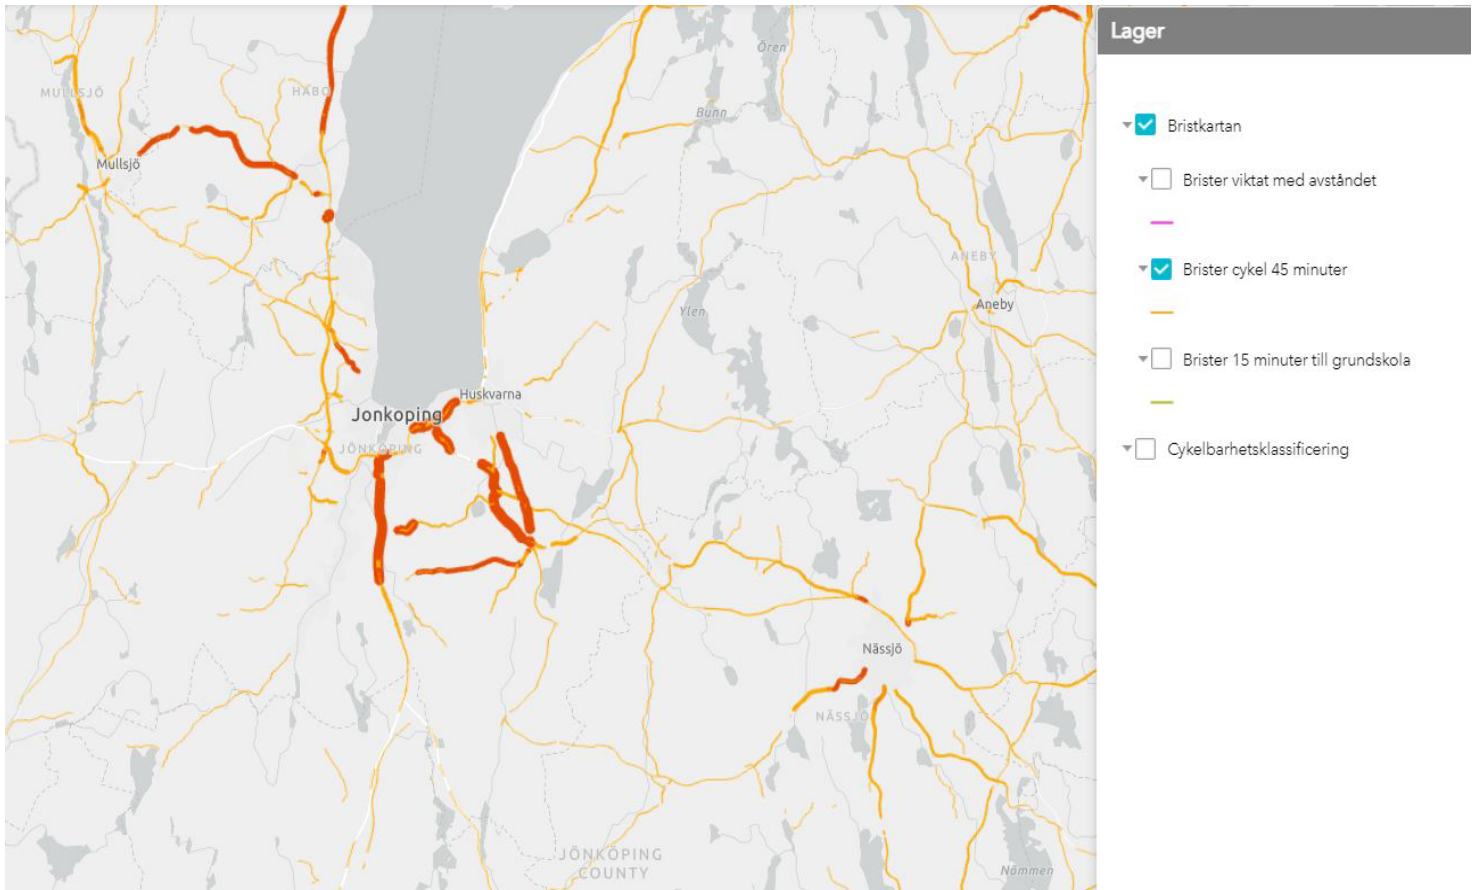 Lager
Bristkartan
Brister viktat med avståndet
Brister cykel 45 minuter
Brister 15 minuter till grundskola
Cykelbarhetsklassificering
Ören
MULLSJÖ
HABO
Bunn
Mullsjö
ANEBY
Aneby
Ylen
Huskvarna
Jonkoping
JÖNKÖPING
Nässjö
NÄSSJÖ
JÖNKÖPING
COUNTY
Nömmen